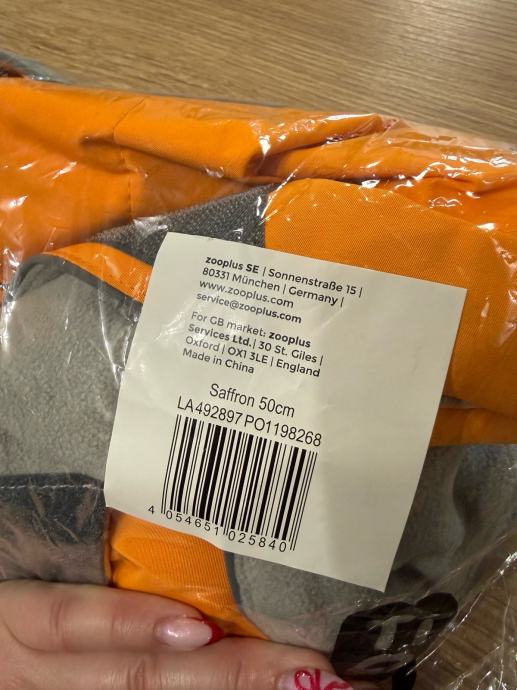 zooplus SE | Sonnenstraße 15 |
80331 München | Germany |
www.zooplus.com
service@zooplus.com
For GB market: zooplus
Services Ltd.| 30 St. Giles |
Oxford | OX1 3LE | England
Made in China
Saffron 50cm
LA492897 PO1198268
4 054651 025840